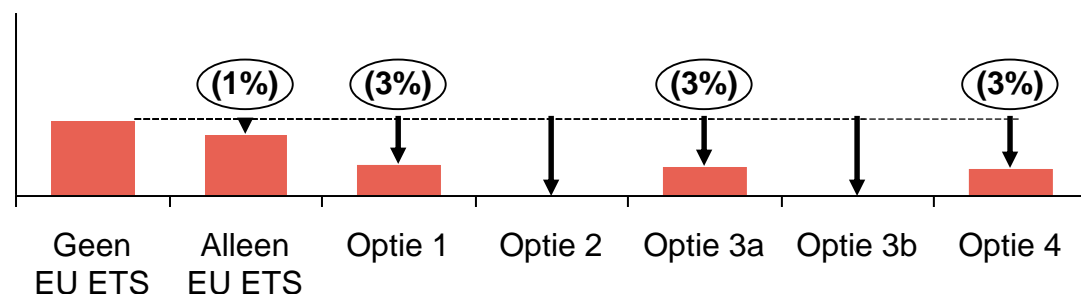 (1%) (3%) (3%) (3%)
Geen Alleen Optie 1 Optie 2 Optie 3a Optie 3b Optie 4
EU ETS EU ETS